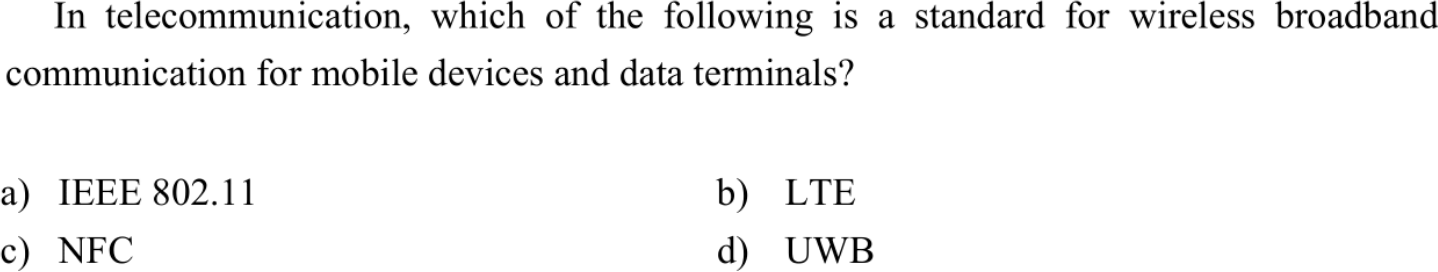 In telecommunication, which of the following is a standard for wireless broadband
communication for mobile devices and data terminals?
a) IEEE 802.11 b) LTE
c) NFC d) UWB